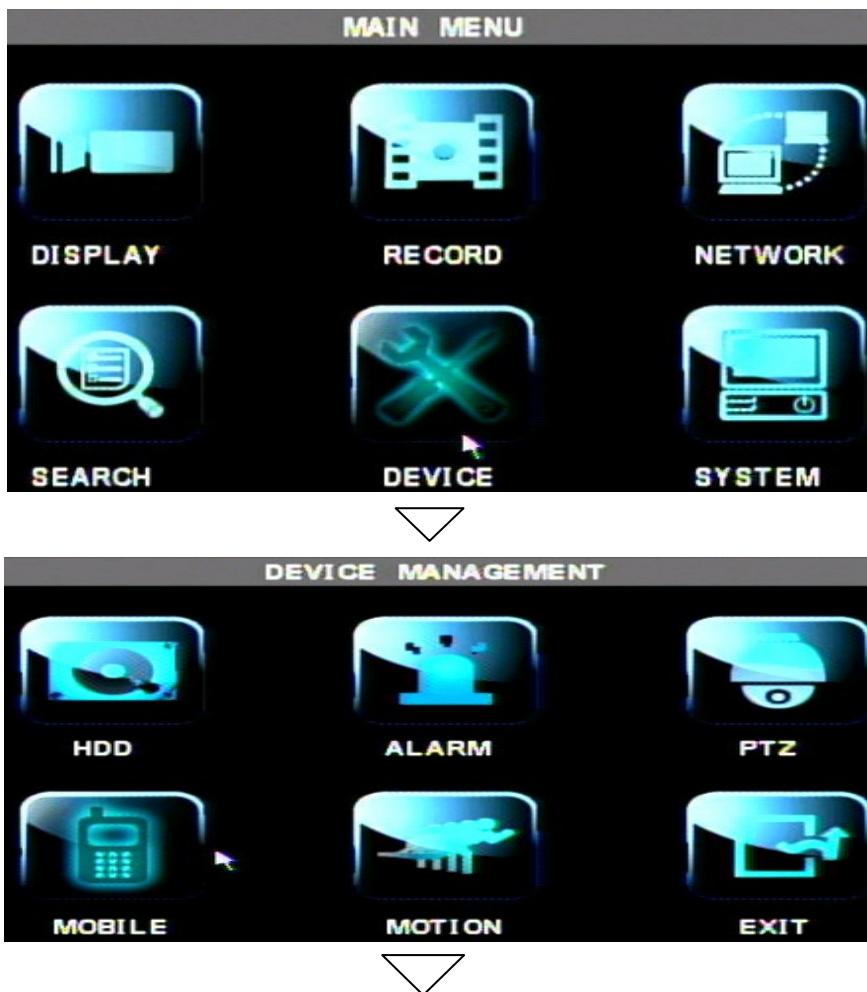 MAIN MENU
DISPLAY RECORD NETWORK
SEARCH DEVICE SYSTEM
DEVICE MANAGEMENT
HDD ALARM PTZ
MOBILE MOTION EXIT